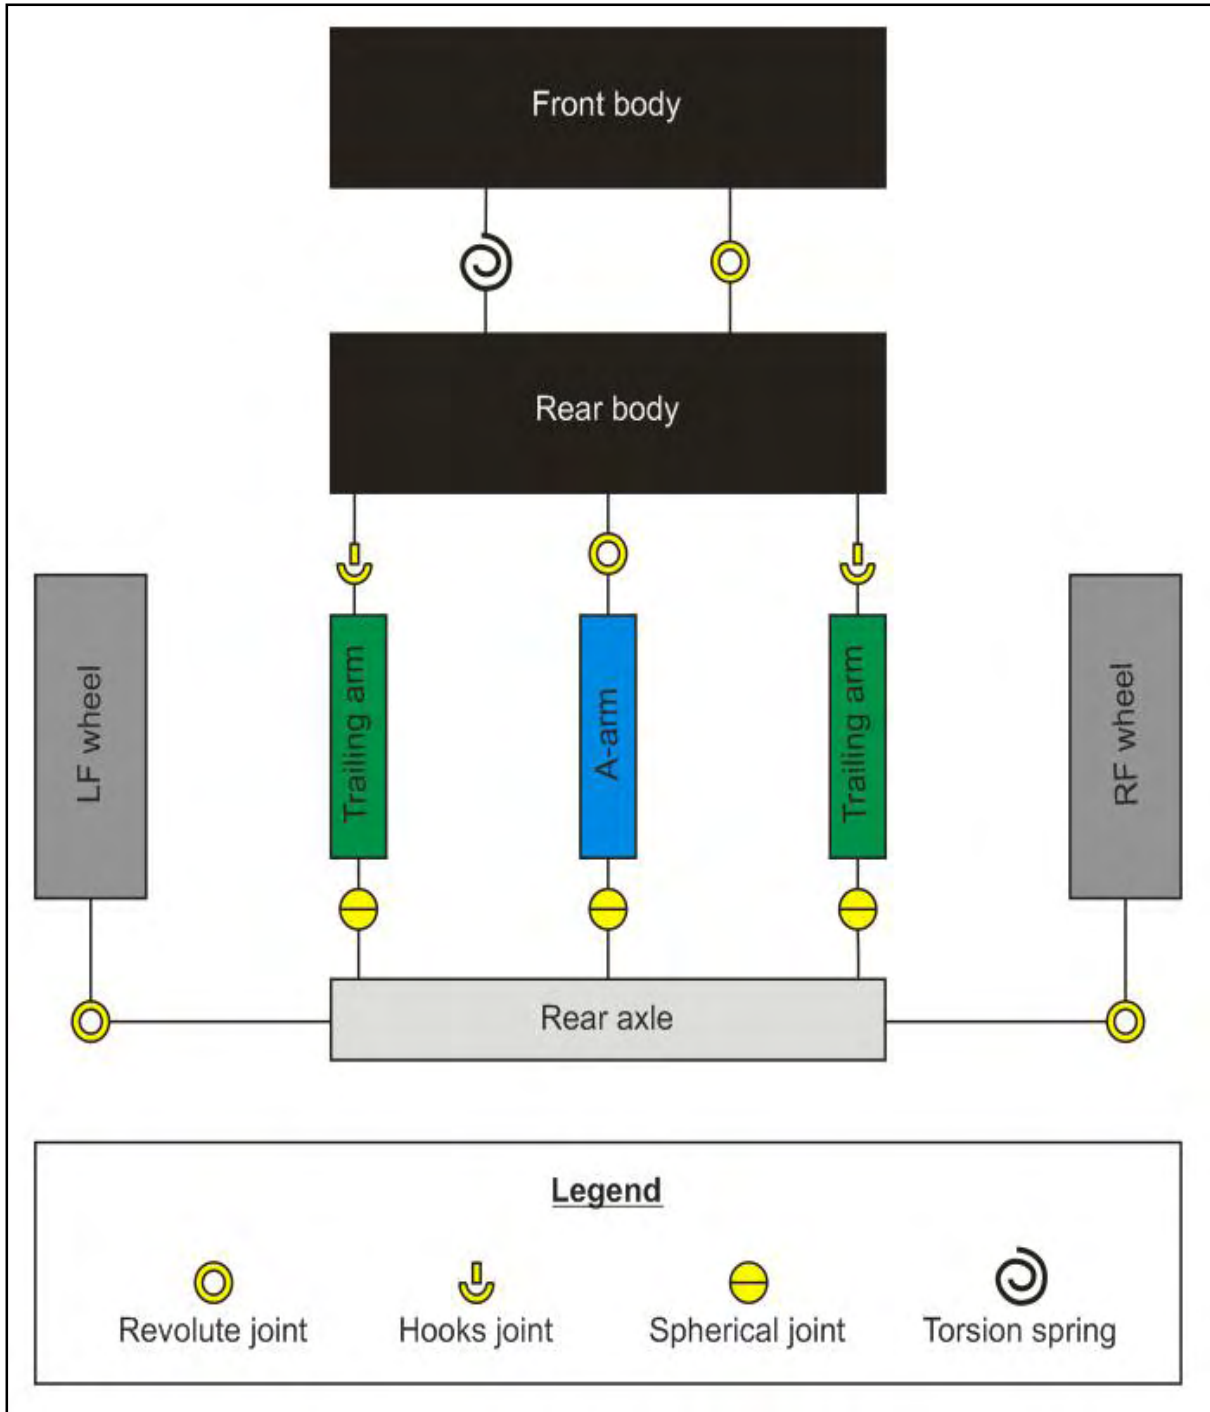 Front body
Rear body
LF wheel
Trailing arm
A-arm
Trailing arm
RF wheel
Rear axle
Legend
Revolute joint
Hooks joint
Spherical joint
Torsion spring